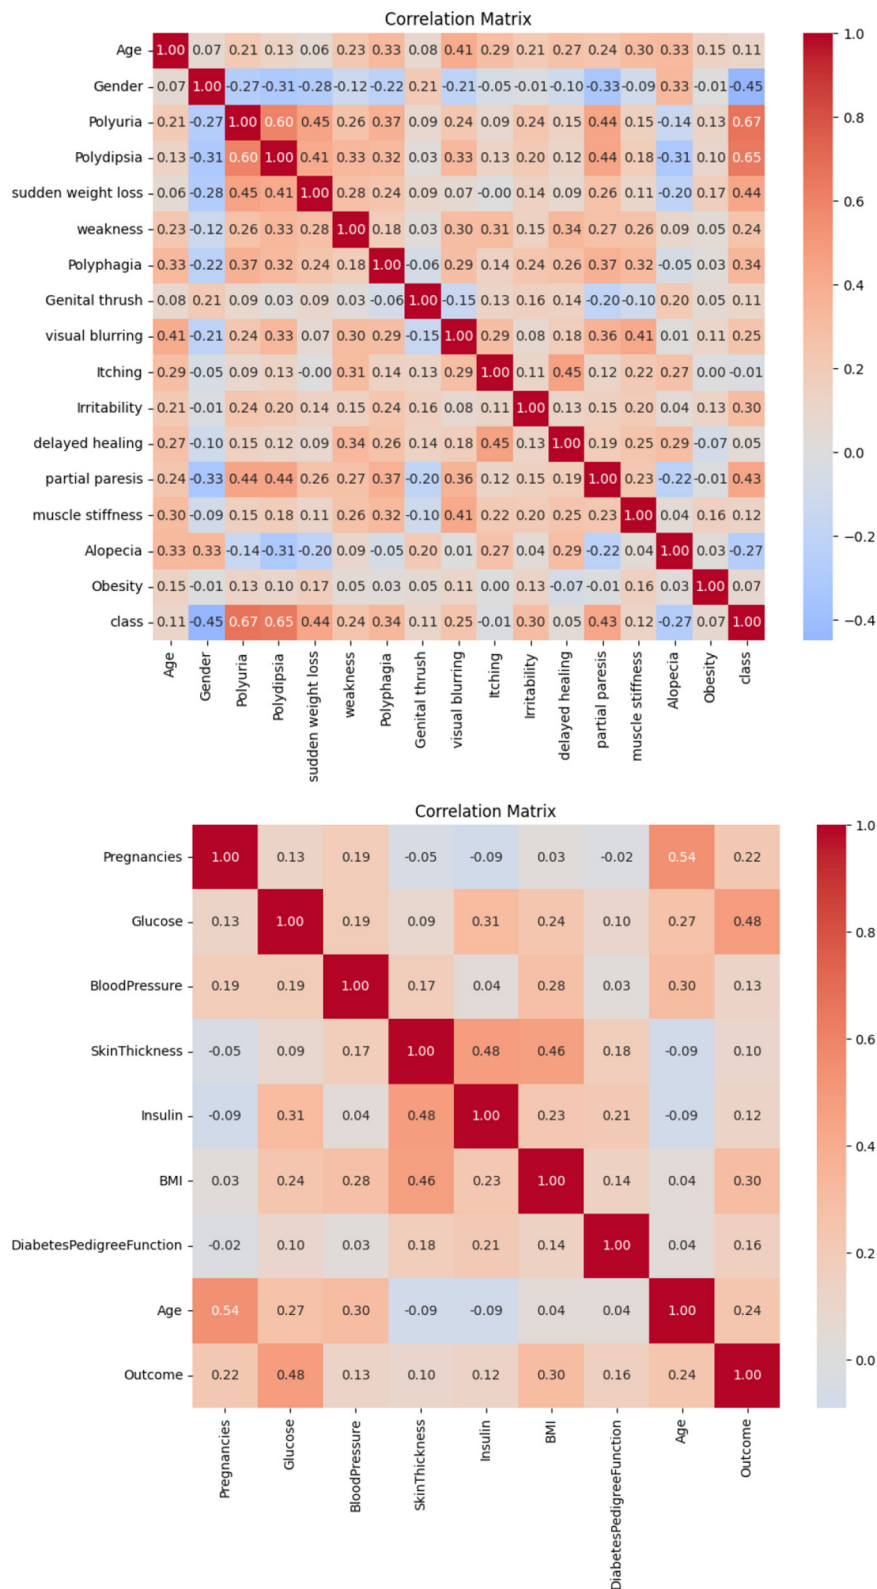 Correlation Matrix
Age 1.00 0.07 0.21 0.13 0.06 0.23 0.33 0.08 0.41 0.29 0.21 0.27 0.24 0.30 0.33 0.15 0.11
Gender 0.07 1.00 -0.27 -0.31 -0.28 -0.12 -0.22 0.21 -0.21 -0.05 -0.01 -0.10 -0.33 -0.09 0.33 -0.01 -0.45
Polyuria 0.21 -0.27 1.00 0.60 0.45 0.26 0.37 0.09 0.24 0.09 0.24 0.15 0.44 0.15 -0.14 0.13 0.67
Polydipsia 0.13 -0.31 0.60 1.00 0.41 0.33 0.32 0.03 0.33 0.13 0.20 0.12 0.44 0.18 -0.31 0.10 0.65
sudden weight loss 0.06 -0.28 0.45 0.41 1.00 0.28 0.24 0.09 0.07 -0.00 0.14 0.09 0.26 0.11 -0.20 0.17 0.44
weakness 0.23 -0.12 0.26 0.33 0.28 1.00 0.18 0.03 0.30 0.31 0.15 0.34 0.27 0.26 0.09 0.05 0.24
Polyphagia 0.33 -0.22 0.37 0.32 0.24 0.18 1.00 -0.06 0.29 0.14 0.24 0.26 0.37 0.32 -0.05 0.03 0.34
Genital thrush 0.08 0.21 0.09 0.03 0.09 0.03 -0.06 1.00 -0.15 0.13 0.16 0.14 -0.20 -0.10 0.20 0.05 0.11
visual blurring 0.41 -0.21 0.24 0.33 0.07 0.30 0.29 -0.15 1.00 0.29 0.08 0.18 0.36 0.41 0.01 0.11 0.25
Itching 0.29 -0.05 0.09 0.13 -0.00 0.31 0.14 0.13 0.29 1.00 0.11 0.45 0.12 0.22 0.27 0.00 -0.01
Irritability 0.21 -0.01 0.24 0.20 0.14 0.15 0.24 0.16 0.08 0.11 1.00 0.13 0.15 0.20 0.04 0.13 0.30
delayed healing 0.27 -0.10 0.15 0.12 0.09 0.34 0.26 0.14 0.18 0.45 0.13 1.00 0.19 0.25 0.29 -0.07 0.05
partial paresis 0.24 -0.33 0.44 0.44 0.26 0.27 0.37 -0.20 0.36 0.12 0.15 0.19 1.00 0.23 -0.22 -0.01 0.43
muscle stiffness 0.30 -0.09 0.15 0.18 0.11 0.26 0.32 -0.10 0.41 0.22 0.20 0.25 0.23 1.00 0.04 0.16 0.12
Alopecia 0.33 0.33 -0.14 -0.31 -0.20 0.09 -0.05 0.20 0.01 0.27 0.04 0.29 -0.22 0.04 1.00 0.03 -0.27
Obesity 0.15 -0.01 0.13 0.10 0.17 0.05 0.03 0.05 0.11 0.00 0.13 -0.07 -0.01 0.16 0.03 1.00 0.07
class 0.11 -0.45 0.67 0.65 0.44 0.24 0.34 0.11 0.25 -0.01 0.30 0.05 0.43 0.12 -0.27 0.07 1.00
Age
Gender
Polyuria
Polydipsia
sudden weight loss
weakness
Polyphagia
Genital thrush
visual blurring
Itching
Irritability
delayed healing
partial paresis
muscle stiffness
Alopecia
Obesity
class
1.0
0.8
0.6
0.4
0.2
0.0
−0.2
−0.4
Correlation Matrix
Pregnancies 1.00 0.13 0.19 -0.05 -0.09 0.03 -0.02 0.54 0.22
Glucose 0.13 1.00 0.19 0.09 0.31 0.24 0.10 0.27 0.48
BloodPressure 0.19 0.19 1.00 0.17 0.04 0.28 0.03 0.30 0.13
SkinThickness -0.05 0.09 0.17 1.00 0.48 0.46 0.18 -0.09 0.10
Insulin -0.09 0.31 0.04 0.48 1.00 0.23 0.21 -0.09 0.12
BMI 0.03 0.24 0.28 0.46 0.23 1.00 0.14 0.04 0.30
DiabetesPedigreeFunction -0.02 0.10 0.03 0.18 0.21 0.14 1.00 0.04 0.16
Age 0.54 0.27 0.30 -0.09 -0.09 0.04 0.04 1.00 0.24
Outcome 0.22 0.48 0.13 0.10 0.12 0.30 0.16 0.24 1.00
Pregnancies
Glucose
BloodPressure
SkinThickness
Insulin
BMI
DiabetesPedigreeFunction
Age
Outcome
1.0
0.8
0.6
0.4
0.2
0.0